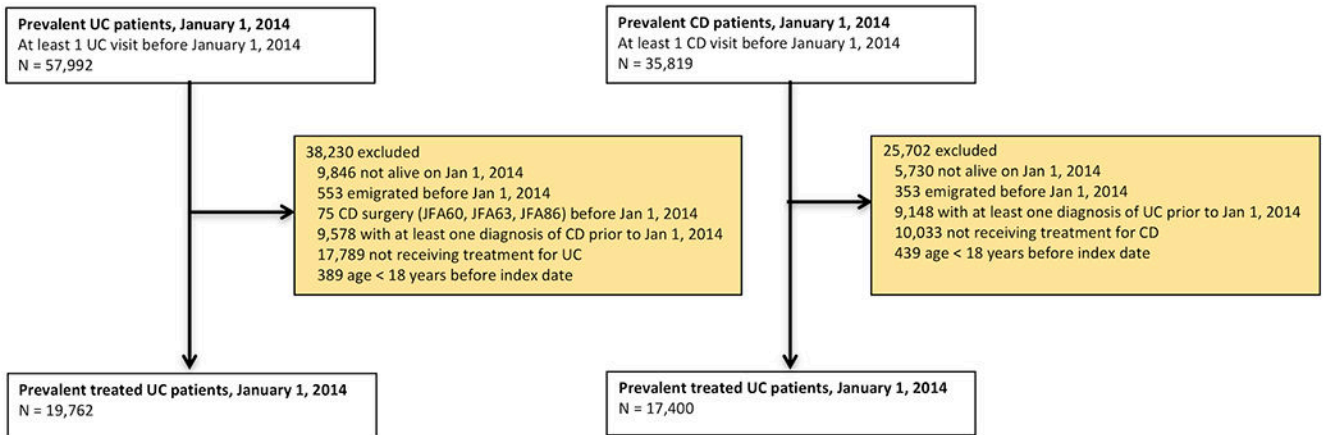 Prevalent UC patients, January 1, 2014
At least 1 UC visit before January 1, 2014
N = 57,992
Prevalent CD patients, January 1, 2014
At least 1 CD visit before January 1, 2014
N = 35,819
38,230 excluded
9,846 not alive on Jan 1, 2014
553 emigrated before Jan 1, 2014
75 CD surgery (JFA60, JFA63, JFA86) before Jan 1, 2014
9,578 with at least one diagnosis of CD prior to Jan 1, 2014
17,789 not receiving treatment for UC
389 age < 18 years before index date
25,702 excluded
5,730 not alive on Jan 1, 2014
353 emigrated before Jan 1, 2014
9,148 with at least one diagnosis of UC prior to Jan 1, 2014
10,033 not receiving treatment for CD
439 age < 18 years before index date
Prevalent treated UC patients, January 1, 2014
N = 19,762
Prevalent treated UC patients, January 1, 2014
N = 17,400